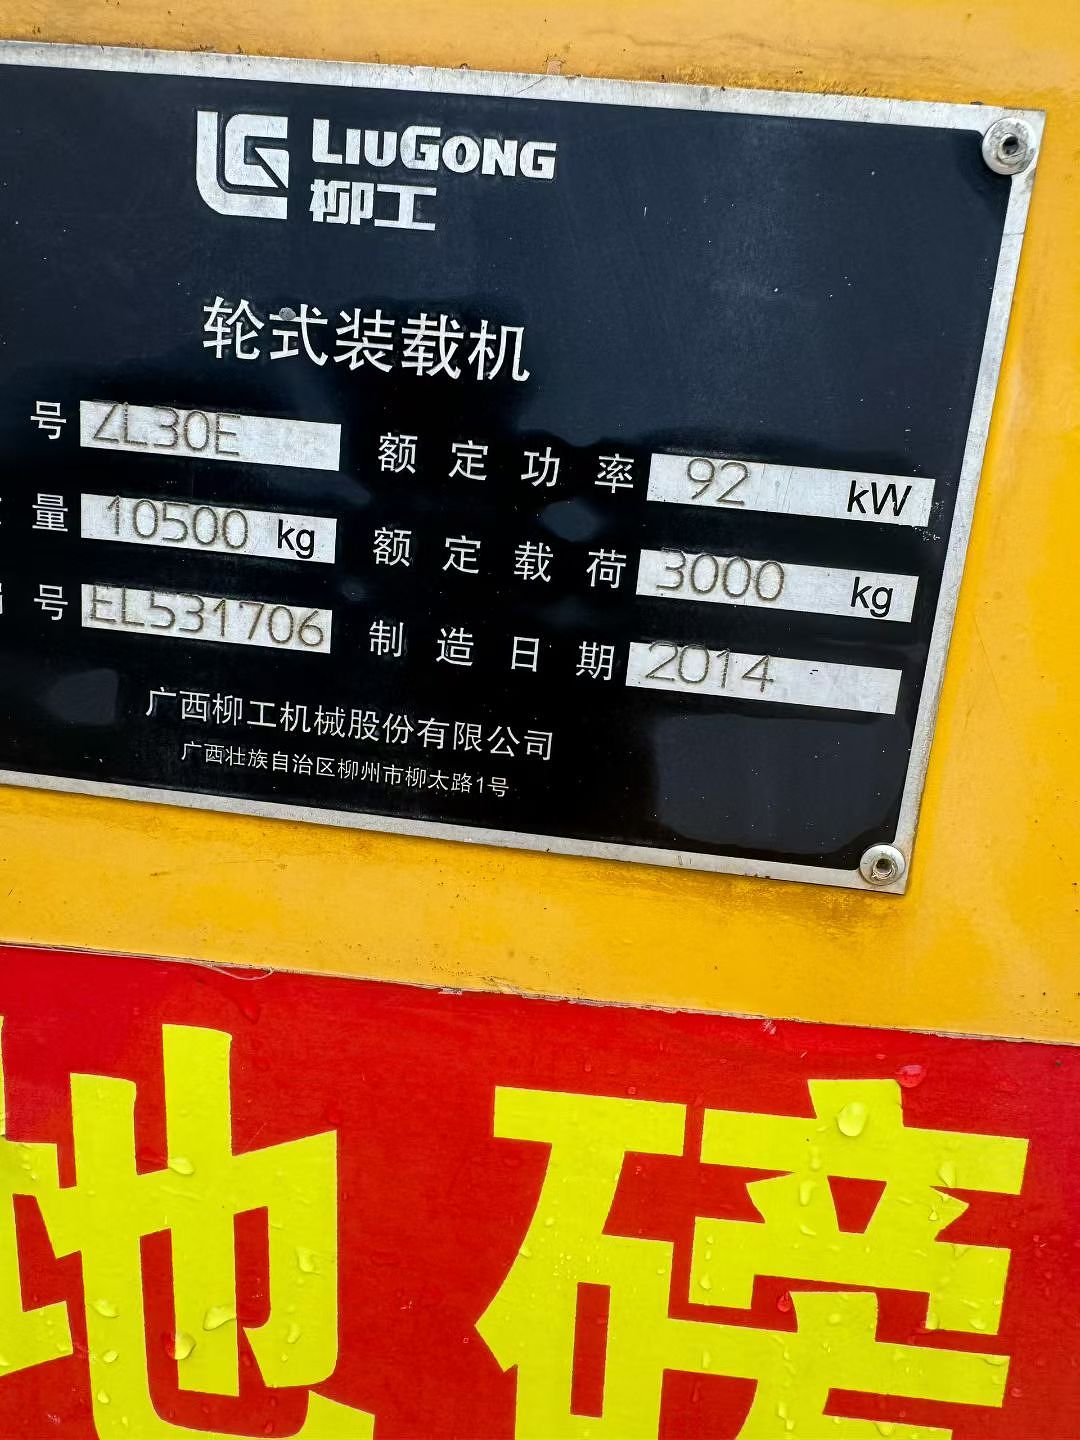 LIUGONG
柳工
轮式装载机
号 ZL30E 额定功率 92 kW
量 10500 kg 额定载荷 3000 kg
号 EL531706 制造日期 2014
广西柳工机械股份有限公司
广西壮族自治区柳州市柳太路1号
地磅